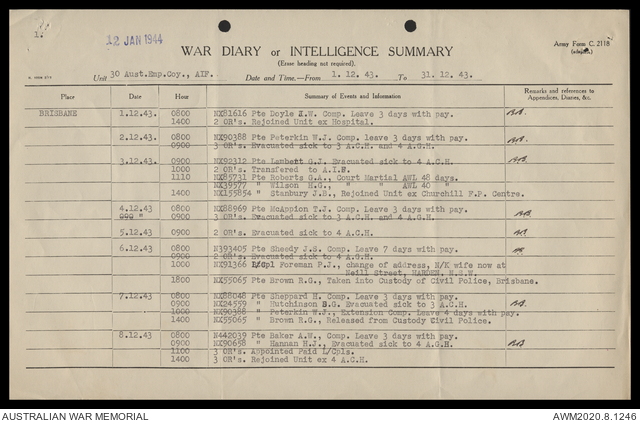 1.
12 JAN 1944
WAR DIARY or INTELLIGENCE SUMMARY
Army Form C. 2118
(Erase heading not required).
Unit 30 Aust.Emp.Coy., AIF. Date and Time.—From 1. 12. 43. To 31. 12. 43.
Place Date Hour Summary of Events and Information Remarks and references to Appendices, Diaries, &c.
BRISBANE 1.12.43. 0800 NX81616 Pte Doyle Comp. Leave 3 days with pay.
1400 2 OR's. Rejoined Unit ex Hospital.
2.12.43. 0800 NX90388 Pte Peterkin W.J. Comp. leave 3 days with pay.
0900 3 OR's. Evacuated sick to 3 A.C.H. and 4 A.G.H.
3.12.43. 0900 NX92312 Pte Lambert G.J. Evacuated sick to 4 A.C.H.
1000 2 OR's. Transfered to A.I.F.
1110 NX85731 Pte Roberts G.A., Court Martial AWL 48 days.
NX39577 " Wilson H.G., " " AWL 40 "
1400 NX155854 " Stanbury J.B., Rejoined Unit ex Churchill F.P. Centre.
4.12.43 0800 NX88969 Pte McAppion T.J. Comp. Leave 3 days with pay.
" 0900 3 OR's. Evacuated sick to 3 A.C.H. and 4 A.G.H.
5.12.43 0900 2 OR's. Evacuated sick to 4 A.C.H.
6.12.43 0800 N393405 Pte Sheedy J.S. Comp. Leave 7 days with pay.
0900 2 OR's. Evacuated sick to 4 A.G.H.
1000 NX91366 L/Cpl Foreman P.J., change of address, N/K wife now at
Neill Street, HARDEN, N.S.W.
1800 NX55065 Pte Brown R.G., Taken into Custody of Civil Police, Brisbane.
7.12.43 0800 NX88048 Pte Sheppard H. Comp. Leave 3 days with pay.
0900 NX24559 " Hutchinson S.G. Evacuated sick to 3 A.C.H.
1000 NX90388 " Peterkin W.J., Extension Comp. Leave 4 days with pay.
1400 NX55065 " Brown R.G., Released from Custody Civil Police.
8.12.43 0800 N442039 Pte Baker A.W., Comp. Leave 3 days with pay.
0900 NX90658 " Hannan H.J., Evacuated sick to 4 A.G.H.
1100 3 OR's. Appointed Paid L/Cpls.
1400 3 OR's. Rejoined Unit ex 4 A.C.H.
AUSTRALIAN WAR MEMORIAL AWM2020.8.1246